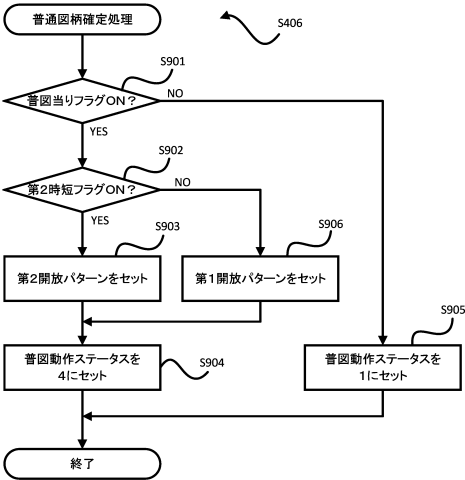 普通図柄確定処理
S406
S901
普図当りフラグON？
NO
YES
S902
第２時短フラグON？
NO
YES
S903
S906
第２開放パターンをセット
第１開放パターンをセット
S905
普図動作ステータスを
4にセット
S904
普図動作ステータスを
1にセット
終了